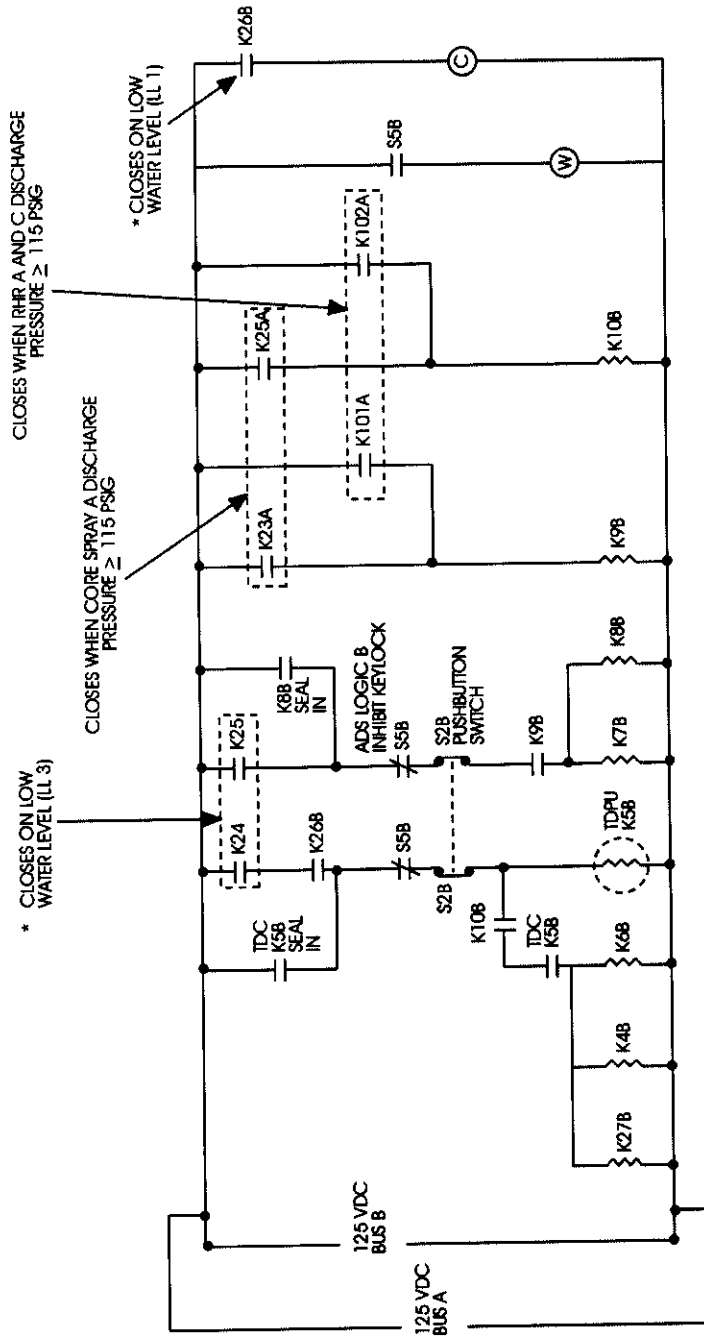 * CLOSES ON LOW
WATER LEVEL (LL 3)
CLOSES WHEN CORE SPRAY A DISCHARGE
PRESSURE ≥ 115 PSIG
CLOSES WHEN RHR A AND C DISCHARGE
PRESSURE ≥ 115 PSIG
* CLOSES ON LOW
WATER LEVEL (LL 1)
125 VDC
BUS A
125 VDC
BUS B
TDC
K5B
SEAL
IN
K24
K26B
K25
K8B
SEAL
IN
K23A
K25A
K101A
K102A
K26B
S5B
S5B
ADS LOGIC B
INHIBIT KEYLOCK
S5B
S2B
S2B
PUSHBUTTON
SWITCH
K10B
TDC
K5B
K9B
K27B
K4B
K6B
TDPU
K5B
K7B
K8B
K9B
K10B
W
C